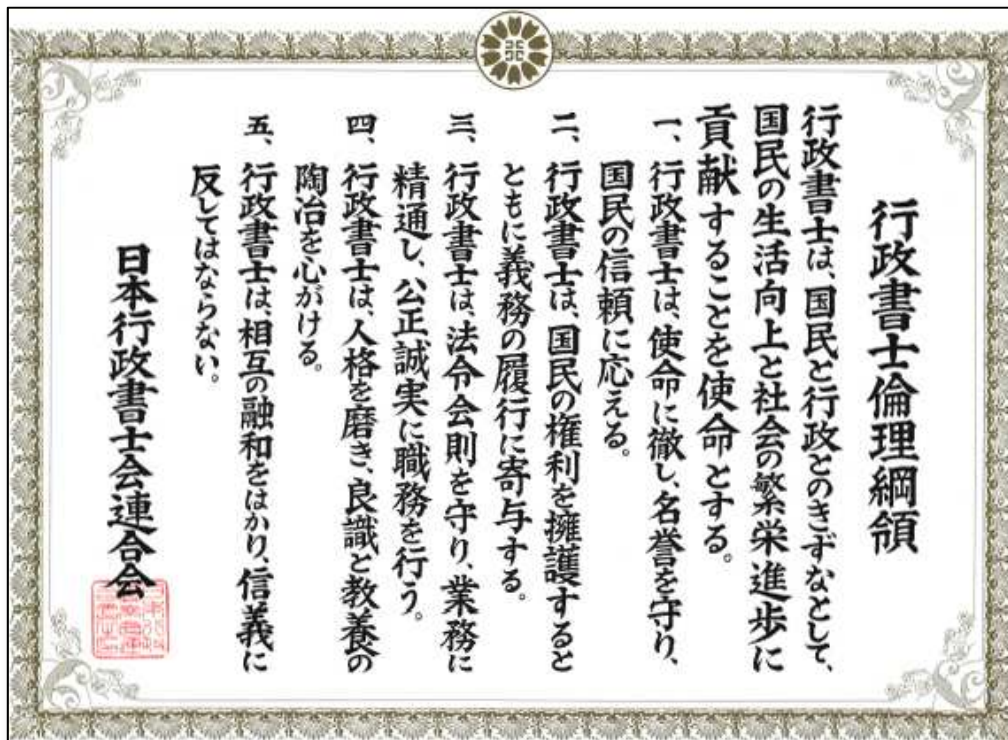 行政書士倫理綱領
行政書士は、国民と行政とのきずなとして、
国民の生活向上と社会の繁栄進歩に
貢献することを使命とする。
一、行政書士は、使命に徹し、名誉を守り、
国民の信頼に応える。
二、行政書士は、国民の権利を擁護すると
ともに義務の履行に寄与する。
三、行政書士は、法令会則を守り、業務に
精通し、公正誠実に職務を行う。
四、行政書士は、人格を磨き、良識と教養の
陶冶を心がける。
五、行政書士は、相互の融和をはかり、信義に
反してはならない。
日本行政書士会連合会